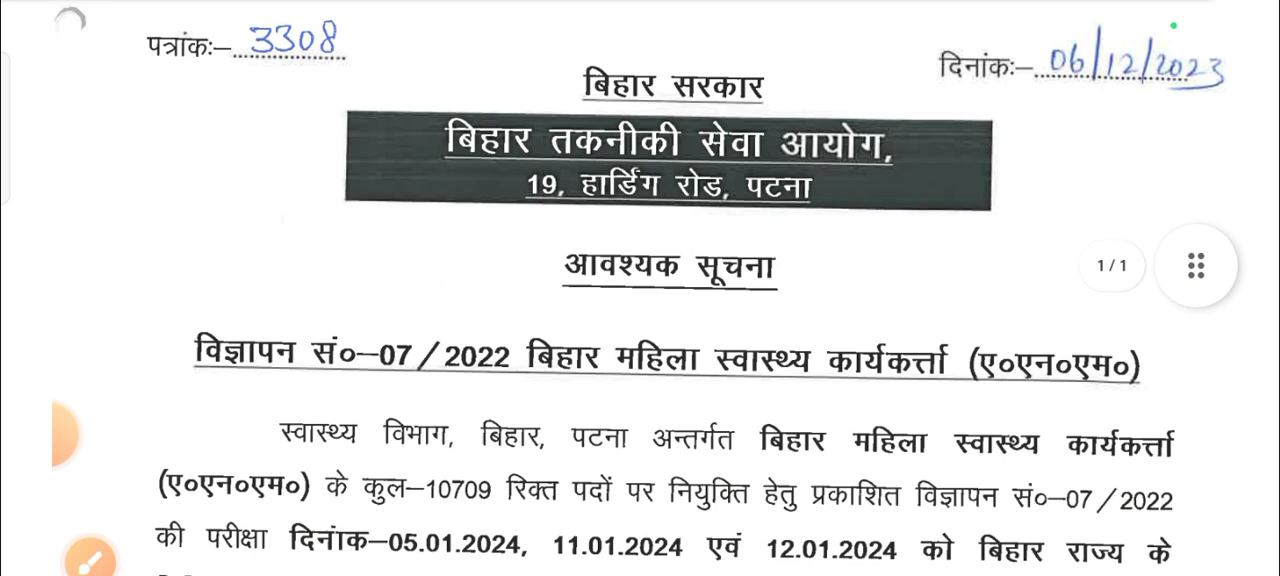 पत्रांकः– 3308
दिनांकः– 06/12/2023
बिहार सरकार
बिहार तकनीकी सेवा आयोग,
19, हार्डिंग रोड, पटना
आवश्यक सूचना
1 / 1
विज्ञापन सं०–07 / 2022 बिहार महिला स्वास्थ्य कार्यकर्त्ता (ए०एन०एम०)
स्वास्थ्य विभाग, बिहार, पटना अन्तर्गत बिहार महिला स्वास्थ्य कार्यकर्त्ता
(ए०एन०एम०) के कुल–10709 रिक्त पदों पर नियुक्ति हेतु प्रकाशित विज्ञापन सं०–07 / 2022
की परीक्षा दिनांक–05.01.2024, 11.01.2024 एवं 12.01.2024 को बिहार राज्य के